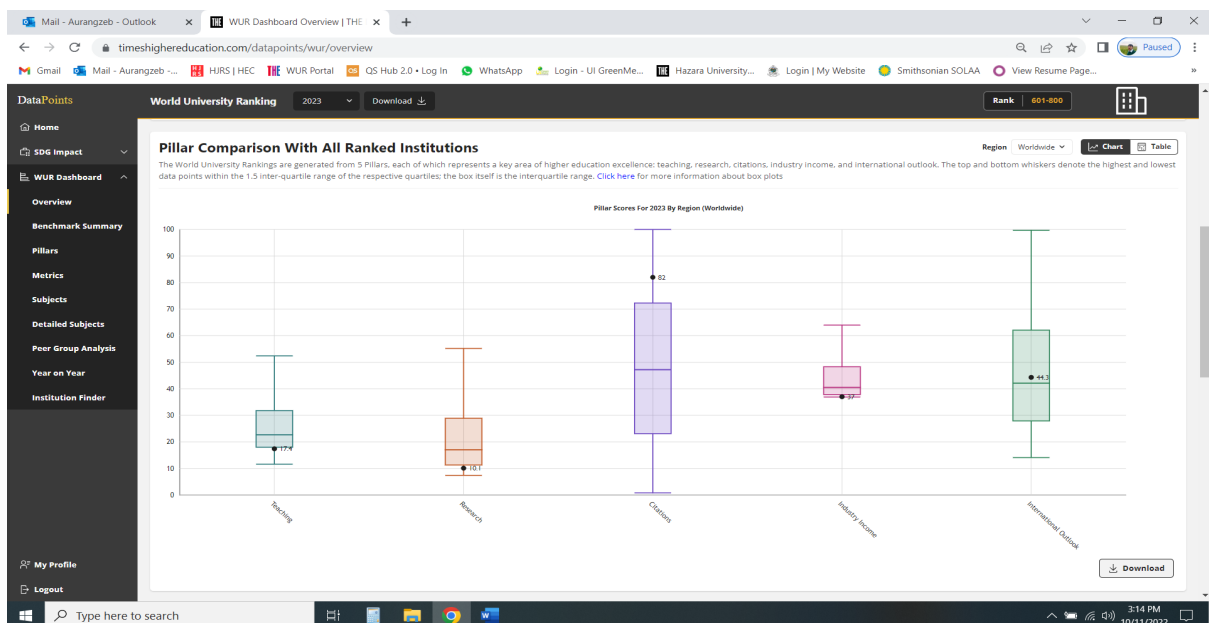 Mail - Aurangzeb - Outlook
WUR Dashboard Overview | THE
timeshighereducation.com/datapoints/wur/overview
Paused
Gmail
Mail - Aurangzeb -...
HJRS | HEC
WUR Portal
QS Hub 2.0 • Log In
WhatsApp
Login - UI GreenMe...
Hazara University...
Login | My Website
Smithsonian SOLAA
View Resume Page...
DataPoints
World University Ranking
2023
Download
Rank | 601-800
Home
SDG Impact
WUR Dashboard
Overview
Benchmark Summary
Pillars
Metrics
Subjects
Detailed Subjects
Peer Group Analysis
Year on Year
Institution Finder
My Profile
Logout
Pillar Comparison With All Ranked Institutions
Region Worldwide
Chart
Table
The World University Rankings are generated from 5 Pillars, each of which represents a key area of higher education excellence: teaching, research, citations, industry income, and international outlook. The top and bottom whiskers denote the highest and lowest
data points within the 1.5 inter-quartile range of the respective quartiles; the box itself is the interquartile range. Click here for more information about box plots
Pillar Scores For 2023 By Region (Worldwide)
100
90
80
70
60
50
40
30
20
10
0
17.4
10.1
82
37
44.3
Teaching
Research
Citations
Industry Income
International Outlook
Download
Type here to search
3:14 PM
10/11/2022